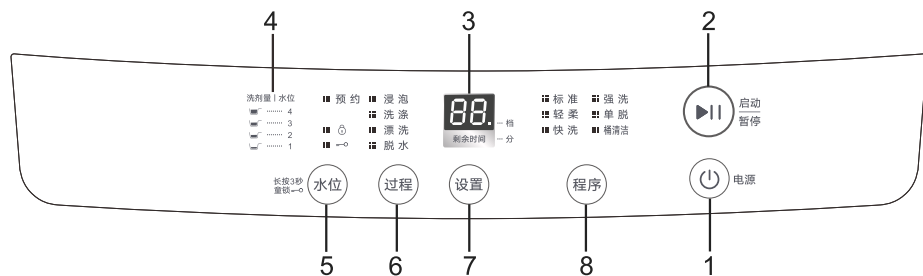 4
3
2
洗剂量 | 水位
4
3
2
1
预约
浸泡
洗涤
漂洗
脱水
88.
档
剩余时间
分
标准
轻柔
快洗
强洗
单脱
桶清洁
启动
暂停
长按3秒
童锁
水位
过程
设置
程序
电源
5
6
7
8
1